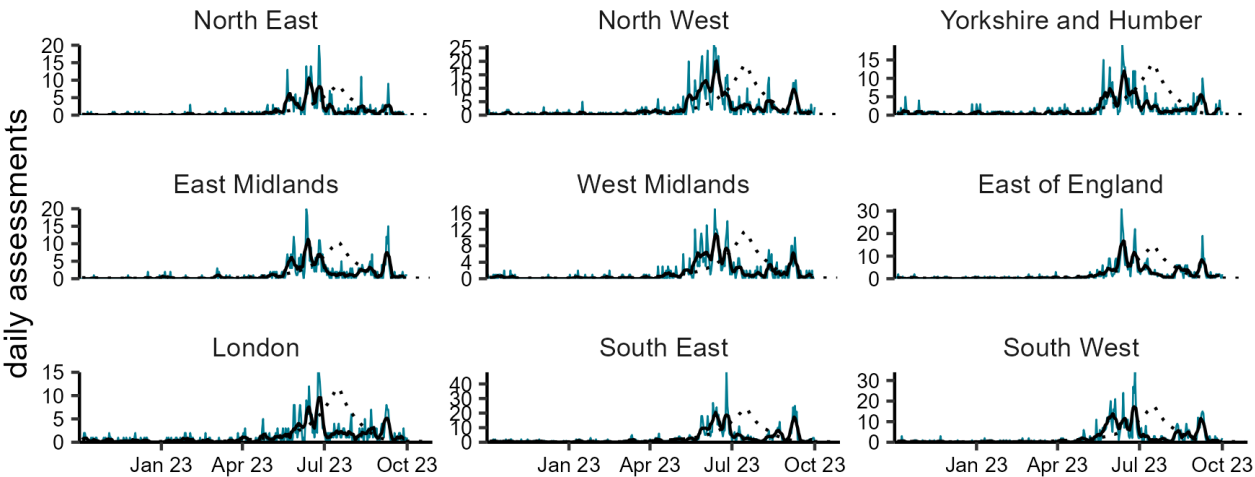 North East North West Yorkshire and Humber
20 25 15
15 20 10
10 15 5
5 10 0
0 5
0
East Midlands West Midlands East of England
20 16 30
15 12 20
10 8 10
5 4 0
0 0
daily assessments
London South East South West
15 40 30
10 30 20
5 20 10
0 10 0
0
Jan 23 Apr 23 Jul 23 Oct 23 Jan 23 Apr 23 Jul 23 Oct 23 Jan 23 Apr 23 Jul 23 Oct 23